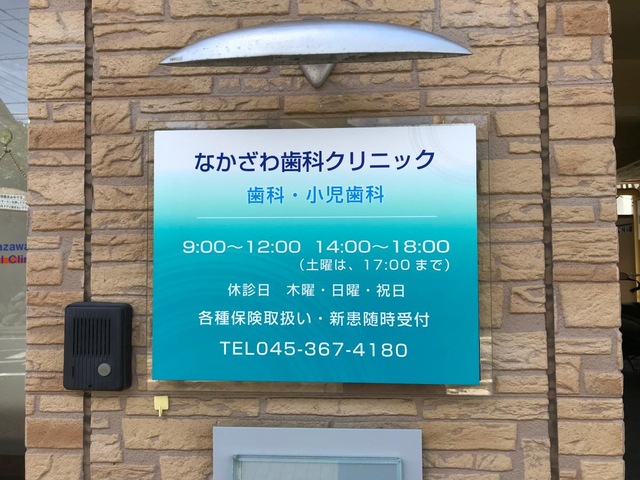 なかざわ歯科クリニック
歯科・小児歯科
9:00～12:00 14:00～18:00
（土曜は、17:00まで）
休診日 木曜・日曜・祝日
各種保険取扱い・新患随時受付
TEL045-367-4180
azawa
l Clin